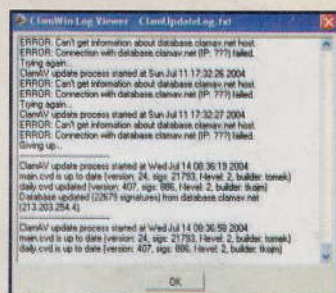 ClamWin Log Viewer - ClamUpdateLog.txt
ERROR: Can't get information about database.clamav.net host.
ERROR: Connection with database.clamav.net (IP: ???) failed.
Trying again...
ClamAV update process started at Sun Jul 11 17:32:26 2004
ERROR: Can't get information about database.clamav.net host.
ERROR: Connection with database.clamav.net (IP: ???) failed.
Trying again...
ClamAV update process started at Sun Jul 11 17:32:27 2004
ERROR: Can't get information about database.clamav.net host.
ERROR: Connection with database.clamav.net (IP: ???) failed.
Giving up...
--------------------
ClamAV update process started at Wed Jul 14 08:36:19 2004
main.cvd is up to date (version: 24, sigs: 21793, f-level: 2, builder: tomek)
daily.cvd updated (version: 407, sigs: 886, f-level: 2, builder: tkojm)
Database updated (22679 signatures) from database.clamav.net
(213.203.254.4).
--------------------
ClamAV update process started at Wed Jul 14 08:36:59 2004
main.cvd is up to date (version: 24, sigs: 21793, f-level: 2, builder: tomek)
daily.cvd is up to date (version: 407, sigs: 886, f-level: 2, builder: tkojm)
OK